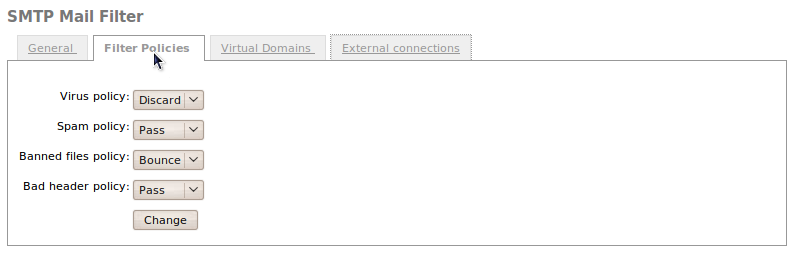 SMTP Mail Filter
General Filter Policies Virtual Domains External connections
Virus policy: Discard
Spam policy: Pass
Banned files policy: Bounce
Bad header policy: Pass
Change